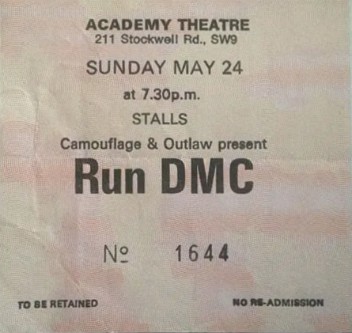 ACADEMY THEATRE
211 Stockwell Rd., SW9
SUNDAY MAY 24
at 7.30p.m.
STALLS
Camouflage & Outlaw present
Run DMC
Nº 1644
TO BE RETAINED NO RE-ADMISSION